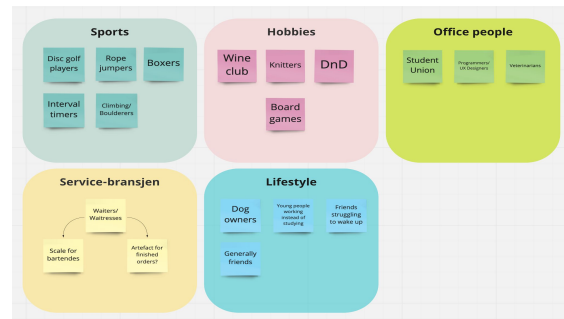 Sports
Disc golf
players
Rope
jumpers
Boxers
Interval
timers
Climbing/
Boulderers
Hobbies
Wine
club
Knitters
DnD
Board
games
Office people
Student
Union
Programmers/
UX Designers
Veterinarians
Service-bransjen
Waiters/
Waitresses
Scale for
bartendes
Artefact for
finished
orders?
Lifestyle
Dog
owners
Young people
working
instead of
studying
Friends
struggling
to wake up
Generally
friends